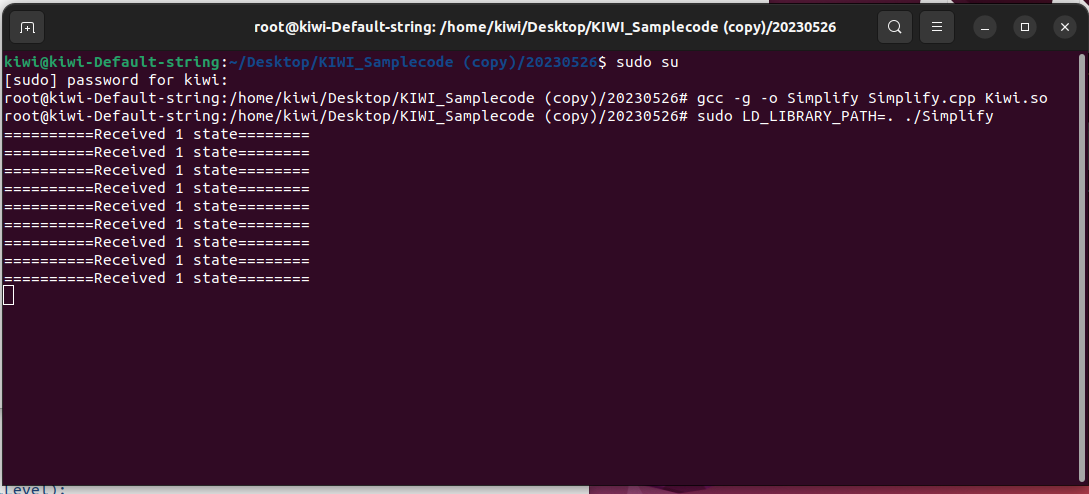 root@kiwi-Default-string: /home/kiwi/Desktop/KIWI_Samplecode (copy)/20230526
kiwi@kiwi-Default-string:~/Desktop/KIWI_Samplecode (copy)/20230526$ sudo su
[sudo] password for kiwi:
root@kiwi-Default-string:/home/kiwi/Desktop/KIWI_Samplecode (copy)/20230526# gcc -g -o Simplify Simplify.cpp Kiwi.so
root@kiwi-Default-string:/home/kiwi/Desktop/KIWI_Samplecode (copy)/20230526# sudo LD_LIBRARY_PATH=. ./Simplify
==========Received 1 state========
==========Received 1 state========
==========Received 1 state========
==========Received 1 state========
==========Received 1 state========
==========Received 1 state========
==========Received 1 state========
==========Received 1 state========
==========Received 1 state========
level):